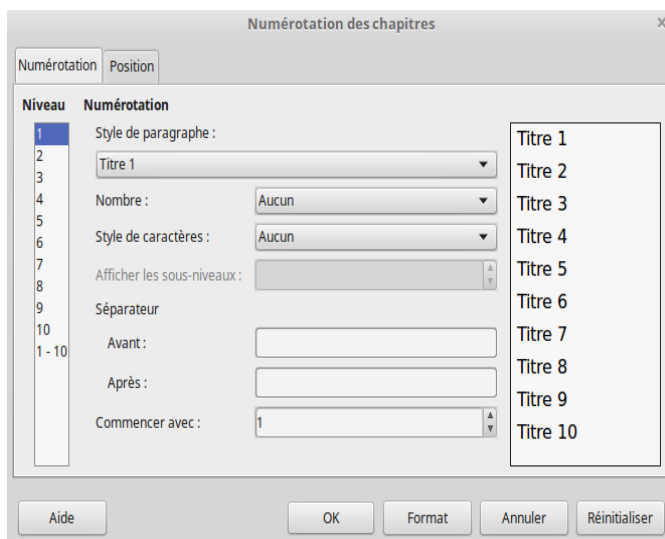 Numérotation des chapitres
Numérotation Position
Niveau
1
2
3
4
5
6
7
8
9
10
1 - 10
Numérotation
Style de paragraphe :
Titre 1
Nombre : Aucun
Style de caractères : Aucun
Afficher les sous-niveaux :
Séparateur
Avant :
Après :
Commencer avec : 1
Titre 1
Titre 2
Titre 3
Titre 4
Titre 5
Titre 6
Titre 7
Titre 8
Titre 9
Titre 10
Aide OK Format Annuler Réinitialiser